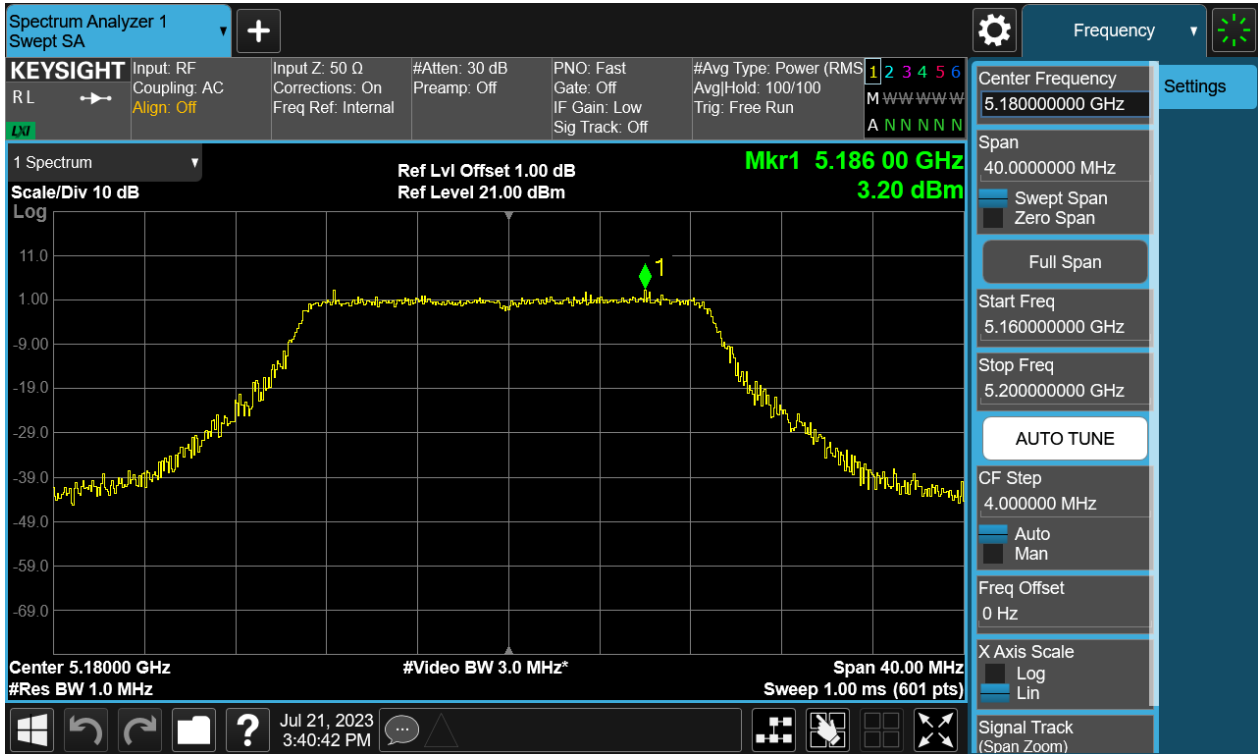 Spectrum Analyzer 1
Swept SA
+
Frequency
KEYSIGHT
R L
LXI
Input: RF
Coupling: AC
Align: Off
Input Z: 50 Ω
Corrections: On
Freq Ref: Internal
#Atten: 30 dB
Preamp: Off
PNO: Fast
Gate: Off
IF Gain: Low
Sig Track: Off
#Avg Type: Power (RMS
Avg|Hold: 100/100
Trig: Free Run
1 2 3 4 5 6
M W W W W W
A N N N N N
Center Frequency
5.180000000 GHz
Settings
Span
40.0000000 MHz
Swept Span
Zero Span
Full Span
Start Freq
5.160000000 GHz
Stop Freq
5.200000000 GHz
AUTO TUNE
CF Step
4.000000 MHz
Auto
Man
Freq Offset
0 Hz
X Axis Scale
Log
Lin
Signal Track
(Span Zoom)
1 Spectrum
Scale/Div 10 dB
Log
Ref Lvl Offset 1.00 dB
Ref Level 21.00 dBm
Mkr1 5.186 00 GHz
3.20 dBm
1
11.0
1.00
-9.00
-19.0
-29.0
-39.0
-49.0
-59.0
-69.0
Center 5.18000 GHz
#Res BW 1.0 MHz
#Video BW 3.0 MHz*
Span 40.00 MHz
Sweep 1.00 ms (601 pts)
?
Jul 21, 2023
3:40:42 PM